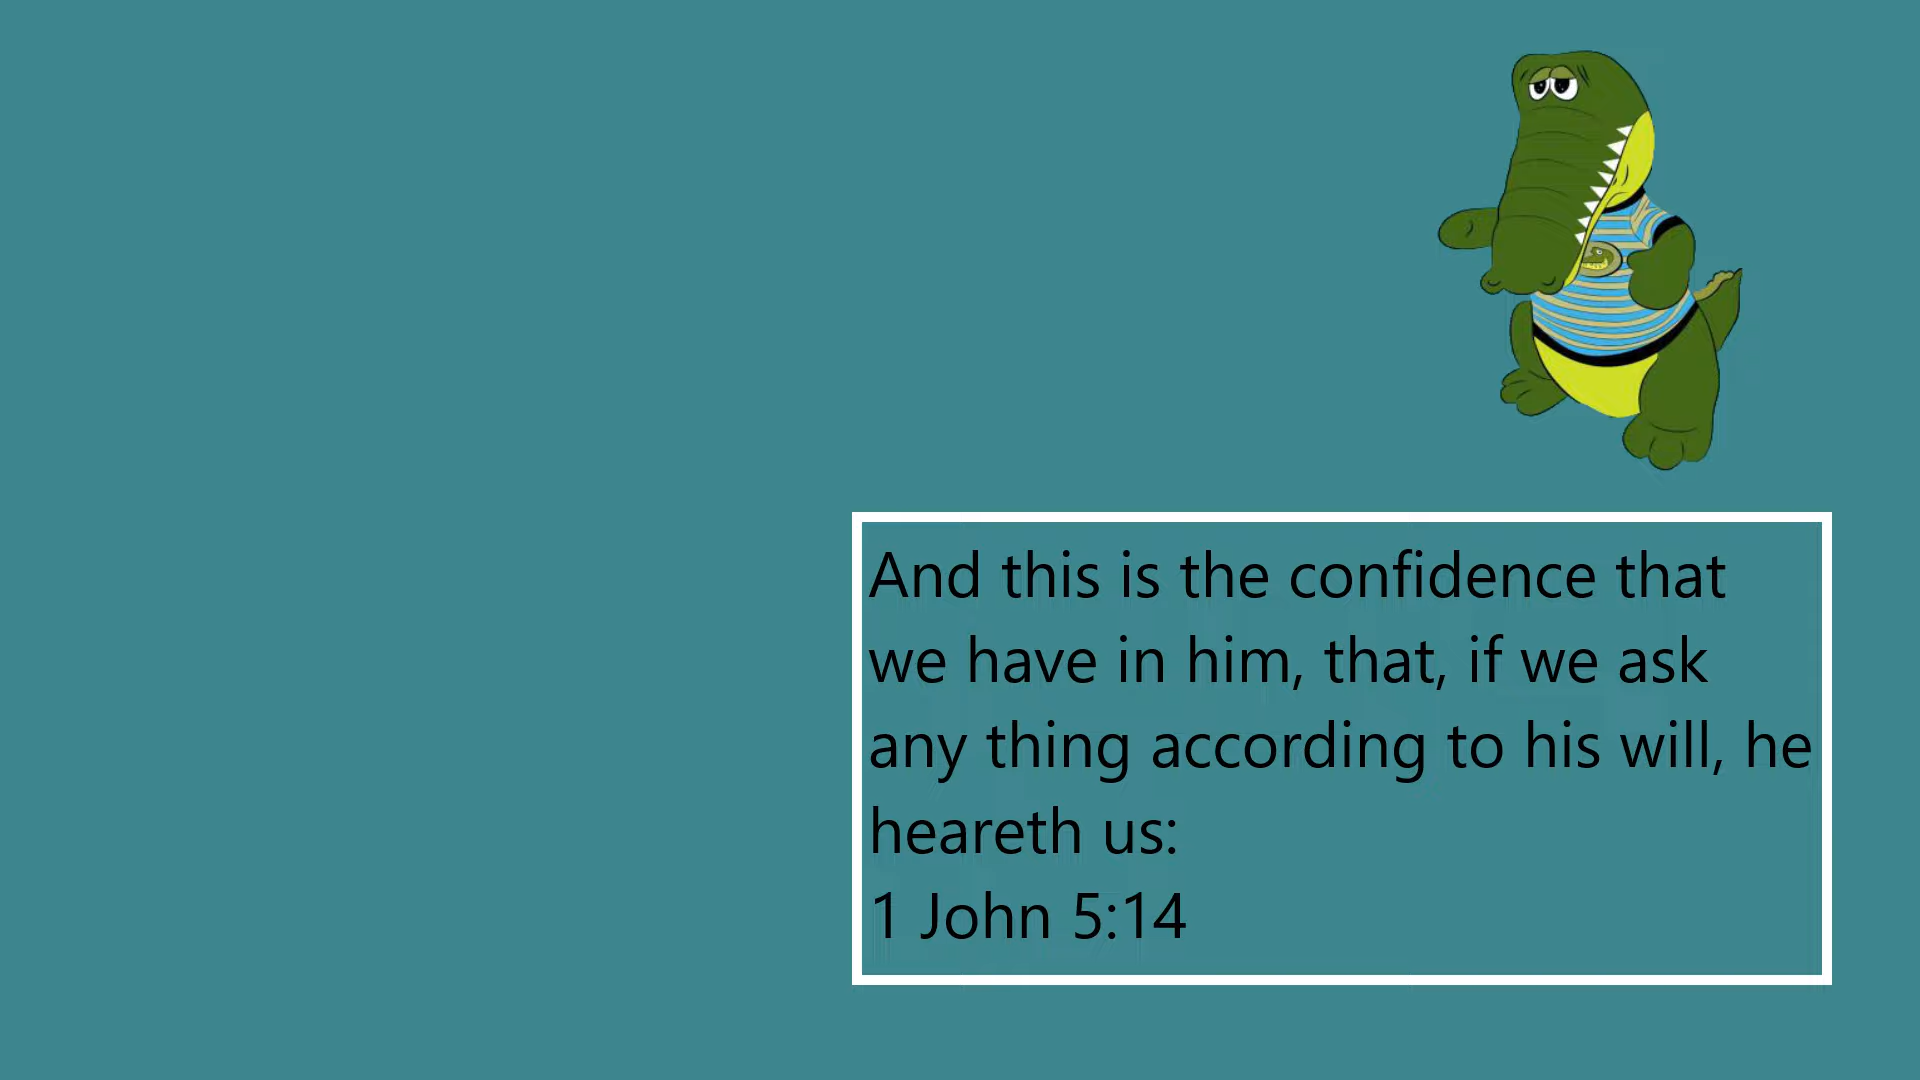 And this is the confidence that
we have in him, that, if we ask
any thing according to his will, he
heareth us:
1 John 5:14